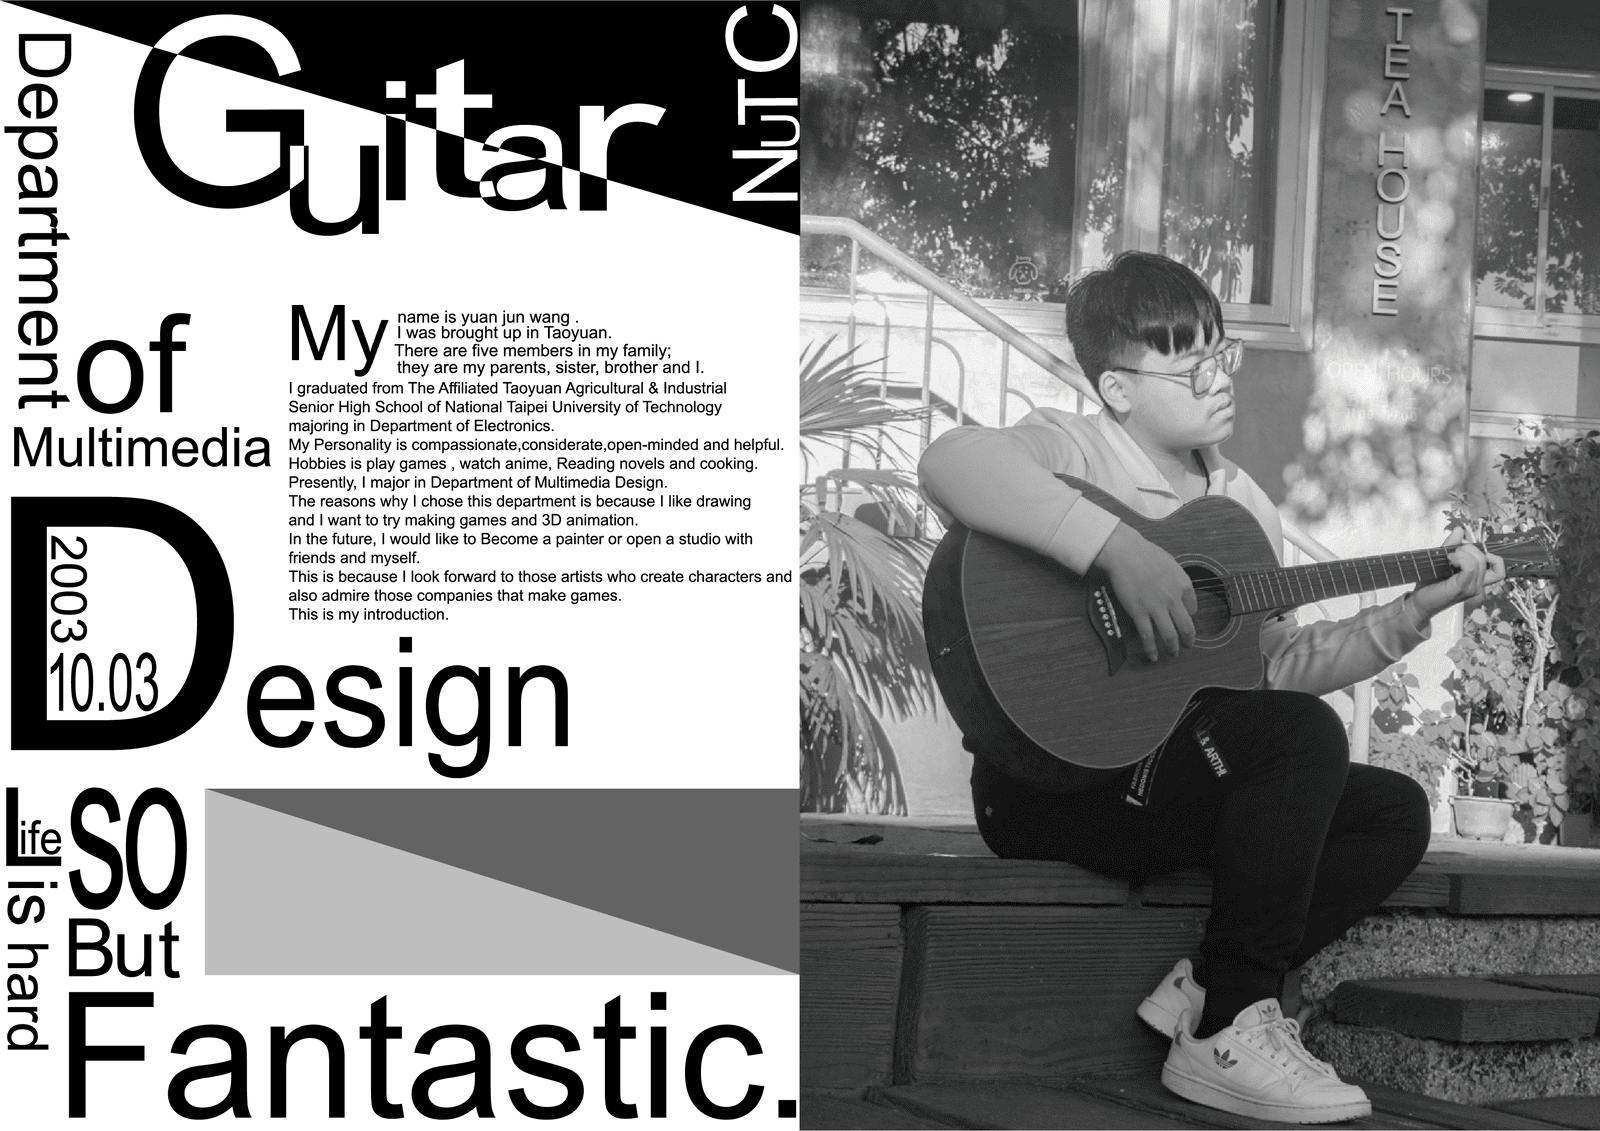 Guitar
NUTC
Department
of
Multimedia
Design
2003
10.03
My name is yuan jun wang .
I was brought up in Taoyuan.
There are five members in my family;
they are my parents, sister, brother and I.
I graduated from The Affiliated Taoyuan Agricultural & Industrial
Senior High School of National Taipei University of Technology
majoring in Department of Electronics.
My Personality is compassionate,considerate,open-minded and helpful.
Hobbies is play games , watch anime, Reading novels and cooking.
Presently, I major in Department of Multimedia Design.
The reasons why I chose this department is because I like drawing
and I want to try making games and 3D animation.
In the future, I would like to Become a painter or open a studio with
friends and myself.
This is because I look forward to those artists who create characters and
also admire those companies that make games.
This is my introduction.
Life
is hard
SO
But
Fantastic.
TEA HOUSE
OPEN HOURS
& ARTH